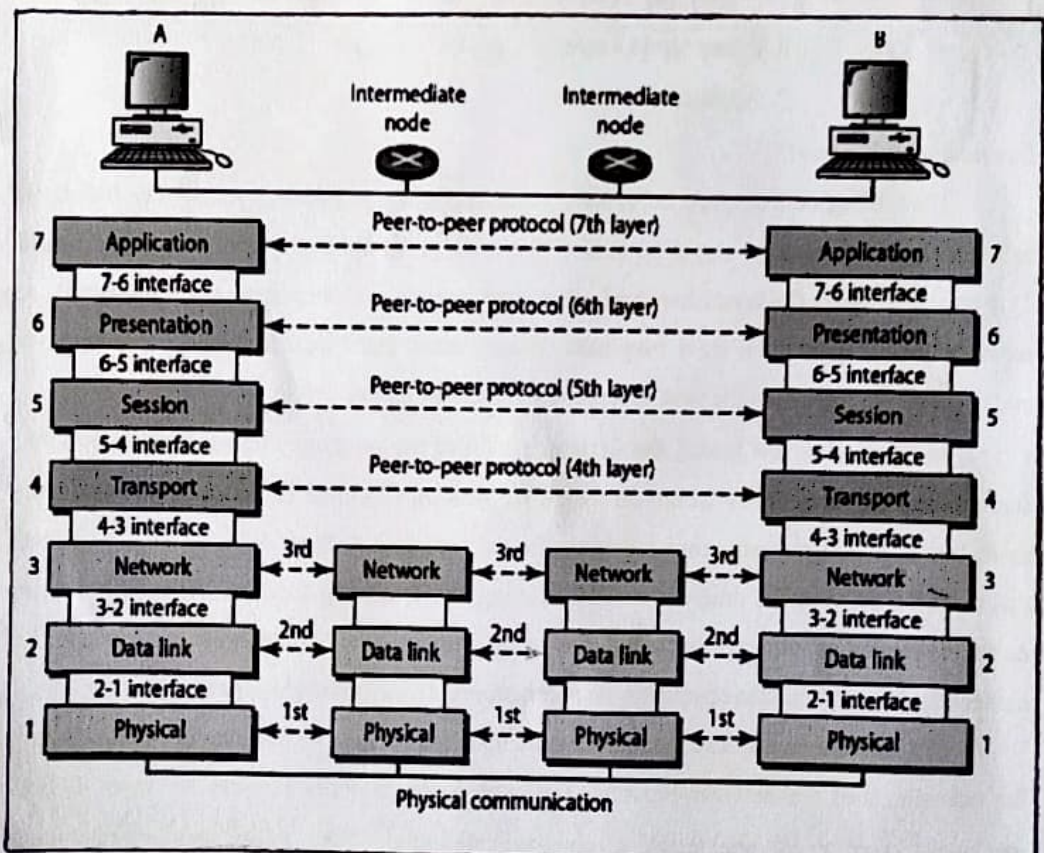 A
B
Intermediate node
Intermediate node
Peer-to-peer protocol (7th layer)
7 Application
Application 7
7-6 interface
7-6 interface
Peer-to-peer protocol (6th layer)
6 Presentation
Presentation 6
6-5 interface
6-5 interface
Peer-to-peer protocol (5th layer)
5 Session
Session 5
5-4 interface
5-4 interface
Peer-to-peer protocol (4th layer)
4 Transport
Transport 4
4-3 interface
4-3 interface
3 Network 3rd Network 3rd Network 3rd Network 3
3-2 interface
3-2 interface
2 Data link 2nd Data link 2nd Data link 2nd Data link 2
2-1 interface
2-1 interface
1 Physical 1st Physical 1st Physical 1st Physical 1
Physical communication